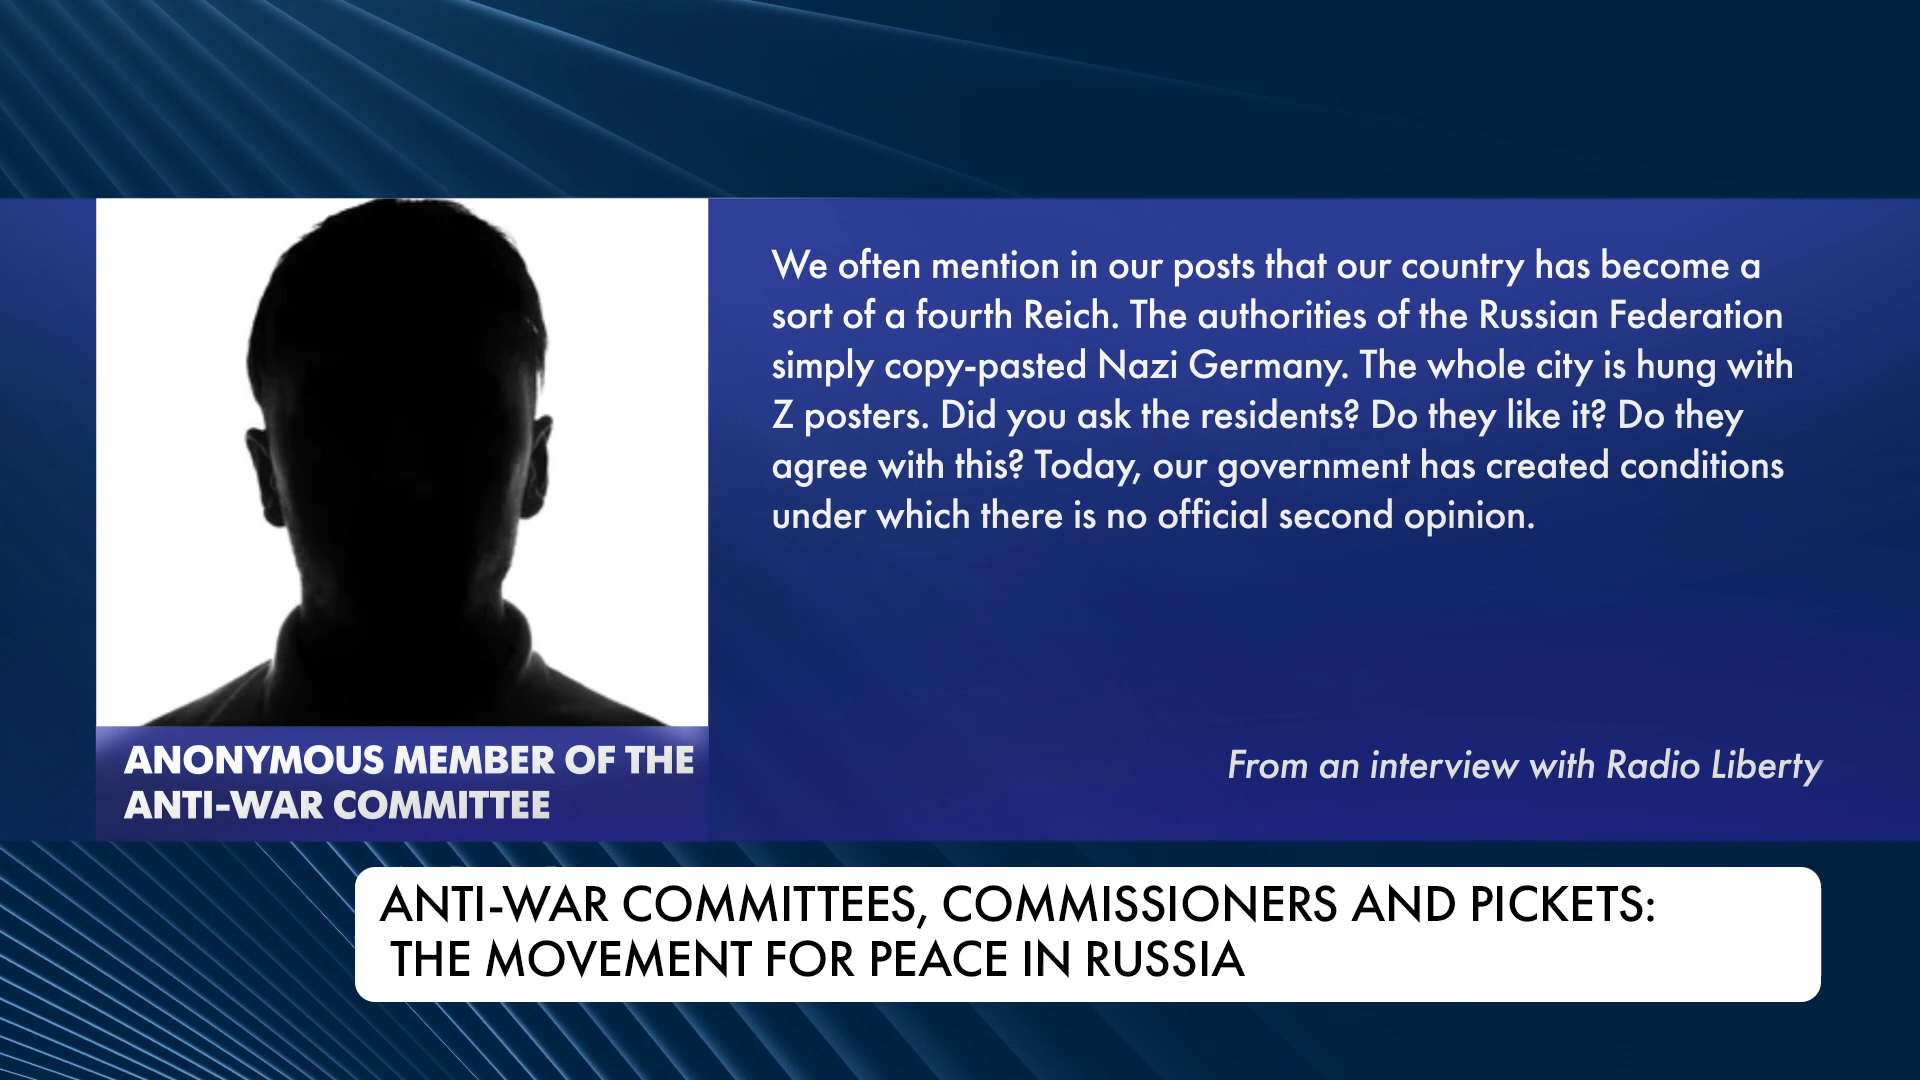 We often mention in our posts that our country has become a
sort of a fourth Reich. The authorities of the Russian Federation
simply copy-pasted Nazi Germany. The whole city is hung with
Z posters. Did you ask the residents? Do they like it? Do they
agree with this? Today, our government has created conditions
under which there is no official second opinion.
From an interview with Radio Liberty
ANONYMOUS MEMBER OF THE
ANTI-WAR COMMITTEE
ANTI-WAR COMMITTEES, COMMISSIONERS AND PICKETS:
THE MOVEMENT FOR PEACE IN RUSSIA